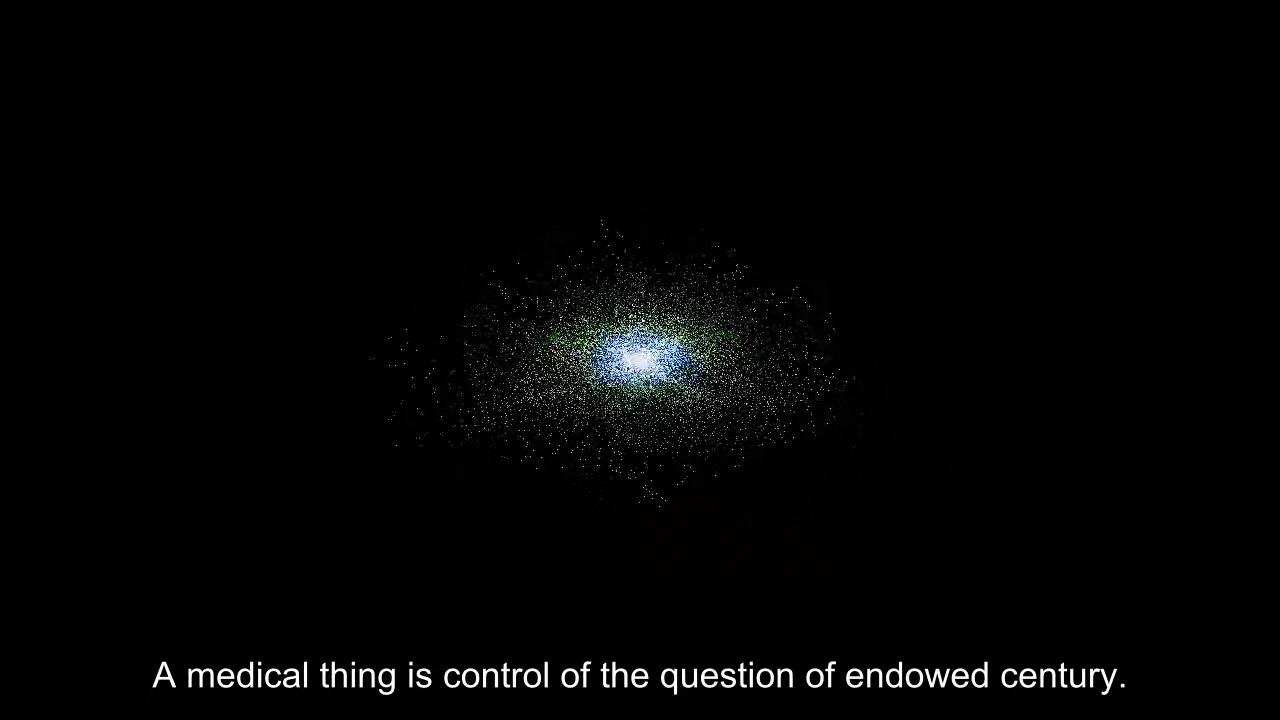 A medical thing is control of the question of endowed century.